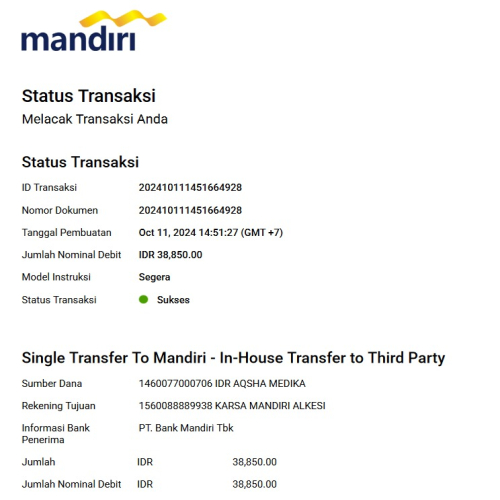 mandiri
Status Transaksi
Melacak Transaksi Anda
Status Transaksi
ID Transaksi 202410111451664928
Nomor Dokumen 202410111451664928
Tanggal Pembuatan Oct 11, 2024 14:51:27 (GMT +7)
Jumlah Nominal Debit IDR 38,850.00
Model Instruksi Segera
Status Transaksi Sukses
Single Transfer To Mandiri - In-House Transfer to Third Party
Sumber Dana 1460077000706 IDR AQSHA MEDIKA
Rekening Tujuan 1560088889938 KARSA MANDIRI ALKESI
Informasi Bank PT. Bank Mandiri Tbk
Penerima
Jumlah IDR 38,850.00
Jumlah Nominal Debit IDR 38,850.00